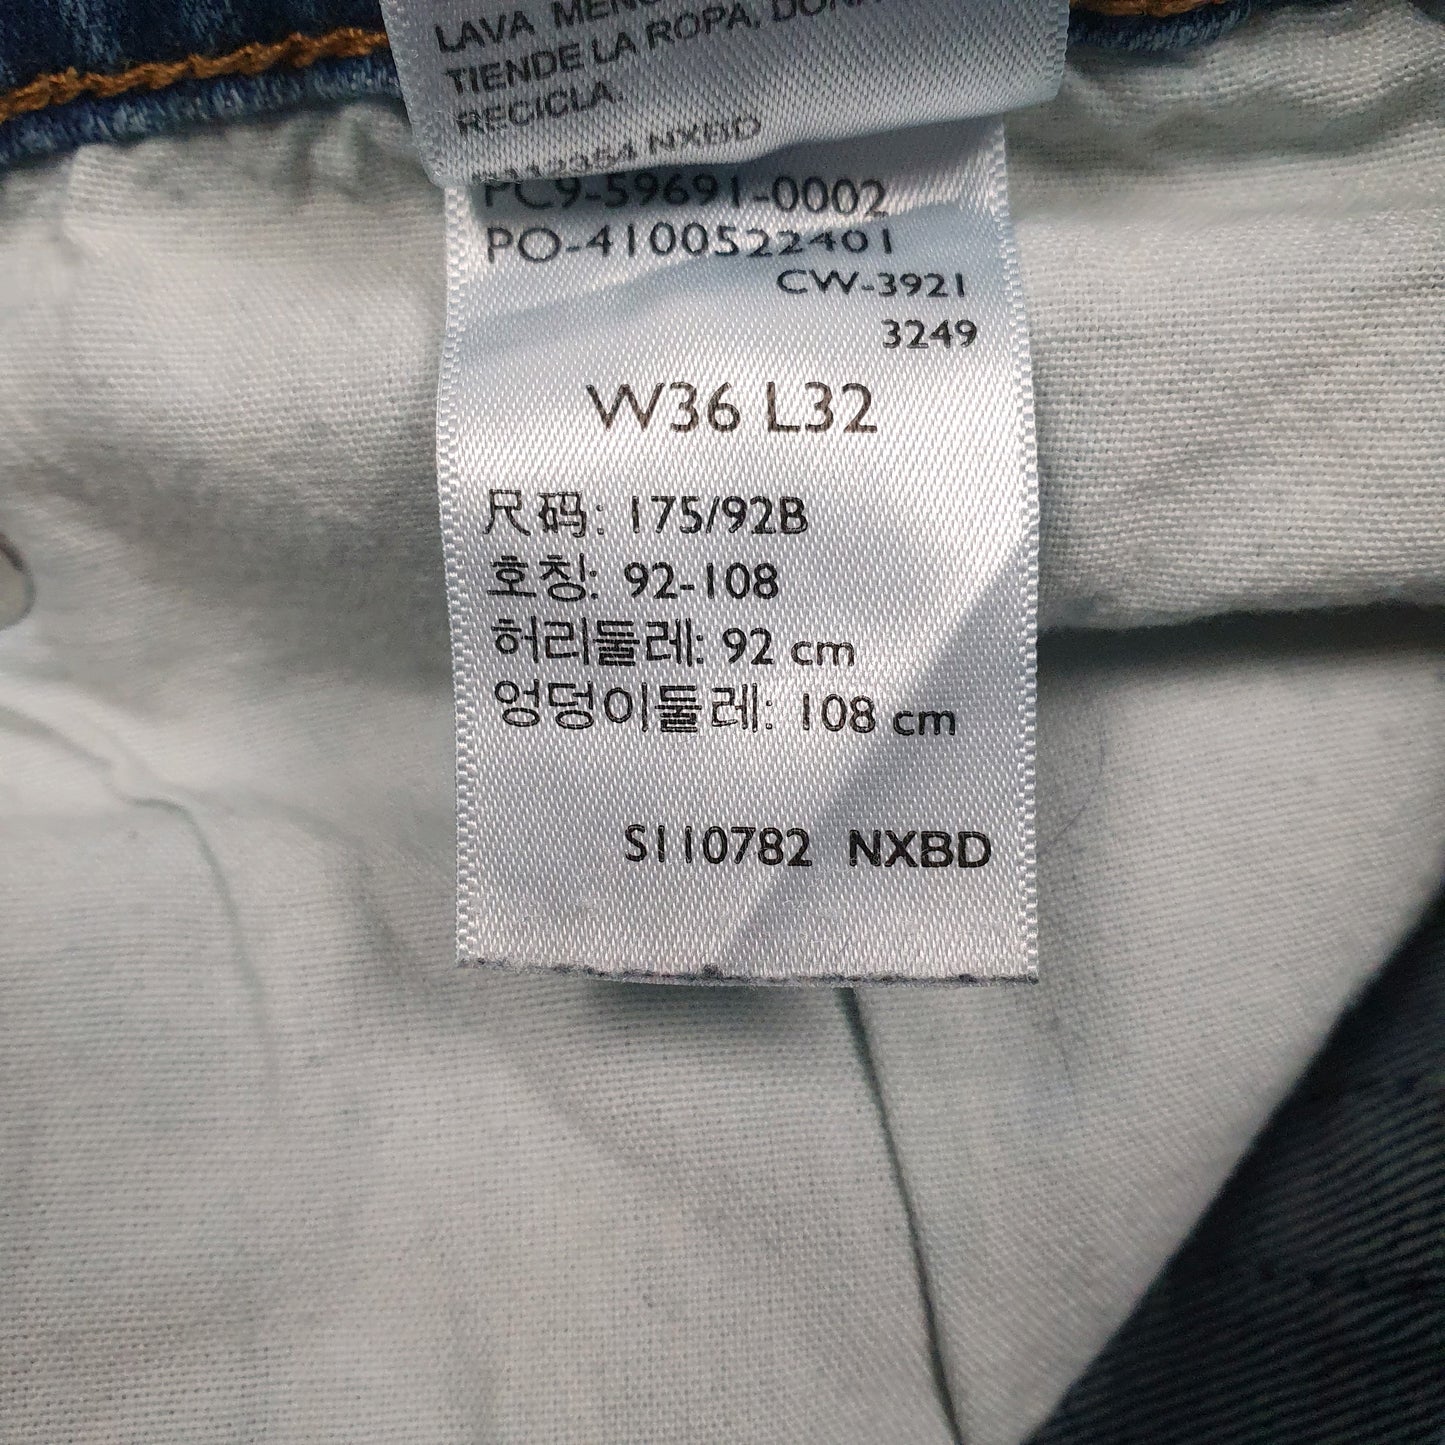 LAVA
TIENDE LA ROPA,
RECICLA.
NXBD
PC9-59691-0002
PO-4100522401
CW-3921
3249
W36 L32
尺码: 175/92B
호칭: 92-108
허리둘레: 92 cm
엉덩이둘레: 108 cm
S110782 NXBD